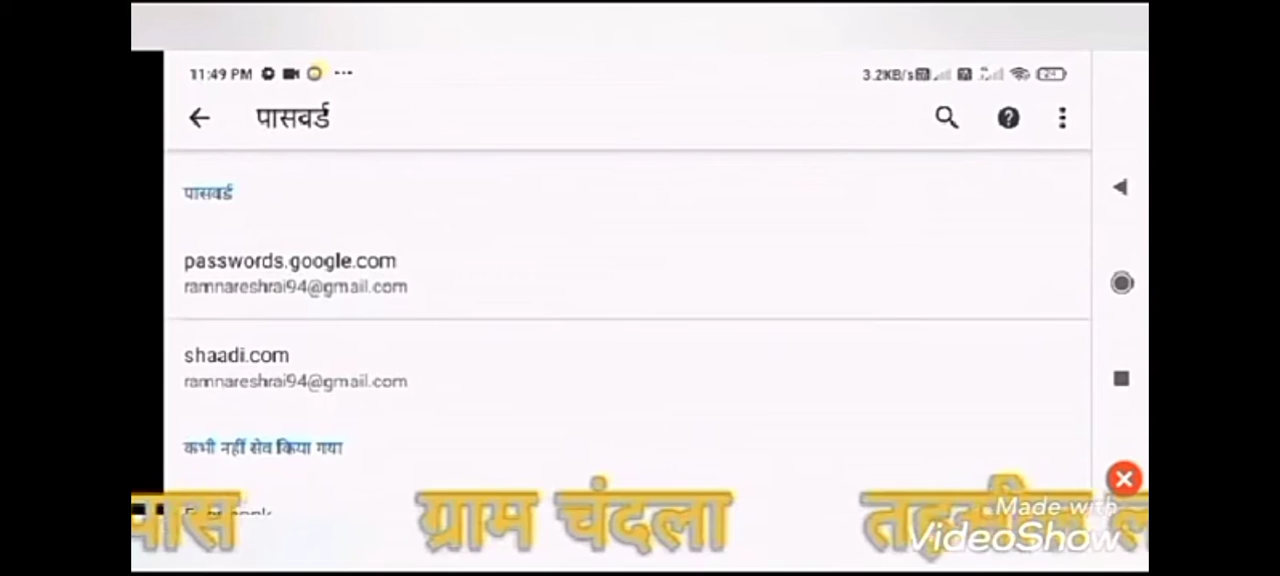 11:49 PM ... 3.2KB/s 24
पासवर्ड
पासवर्ड
passwords.google.com
ramnareshrai94@gmail.com
shaadi.com
ramnareshrai94@gmail.com
कभी नहीं सेव किया गया
पास ग्राम चंदला
Made with
VideoShow